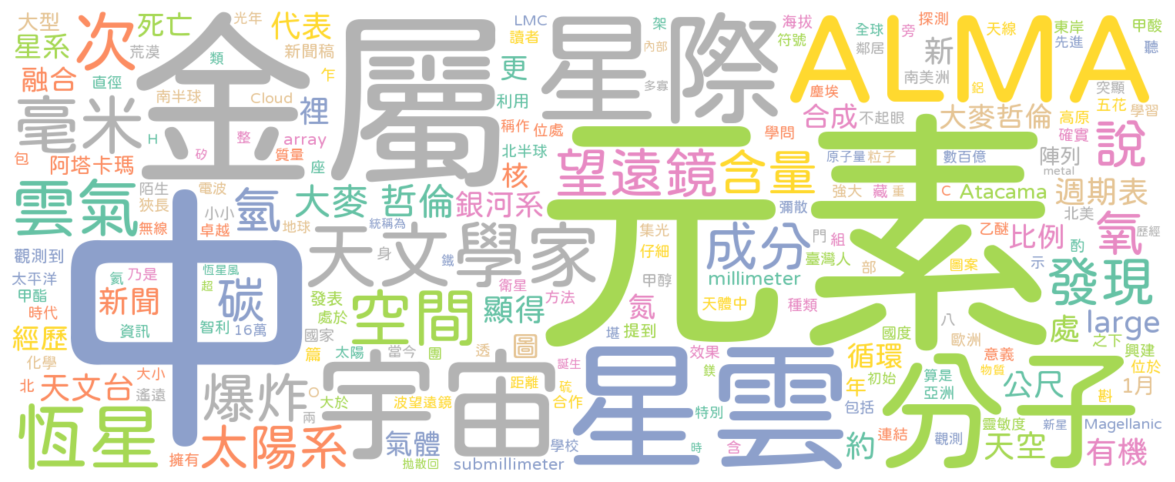 大型
星系
死亡
荒漠
次
融合
直徑
類
光年
代表
新聞稿
金屬
星際
LMC
讀者
更
利用
乍
架
內部
多寡
海拔
符號
塵埃
ALMA
全球
鄰居
旁
探測
新
南美洲
天線
鋁
東岸
先進
突顯
五花
甲酸
聽
學習
高原
確實
毫米
南半球
Cloud
裡
array
H
矽
整
包
阿塔卡瑪
質量
座
稱作
位處
北半球
核
學問
合成
不起眼
大麥哲倫
原子量
粒子
數百億
陣列
metal
說
雲氣
陌生
狹長
無線
電波
小小
卓越
氫
地球
大麥 哲倫
統稱為
銀河系
望遠鏡
含量
強大
藏
重
C
Atacama
週期表
北美
歷經
彌散
元素
集光
仔細
成分
millimeter
甲醇
門
組
臺灣人
部
乙醚
圖案
比例
酌
示
氧
觀測到
太平洋
甲酯
時代
中
氦
乃是
新聞
資訊
恆星風
超
碳
智利
16萬
身
鐵
天文學家
發表
處於
國家
空間
顯得
衛星
方法
氮
堪
提到
天體中
種類
國度
八
歐洲
處
之下
興建
發現
large
經歷
化學
北
遙遠
天文台
大小
篇
太陽
當今
團
透
圖
誕生
效果
鎂
循環
年
初始
算是
亞洲
意義
物質
公尺
位於
1月
斟
恆星
爆炸
O
兩
大於
宇宙
距離
硫
波望遠鏡
合作
星雲
特別
包括
分子
靈敏度
新星
Magellanic
擁有
太陽系
拋散回
氣體
submillimeter
學校
時
含
約
連結
觀測
天空
有機